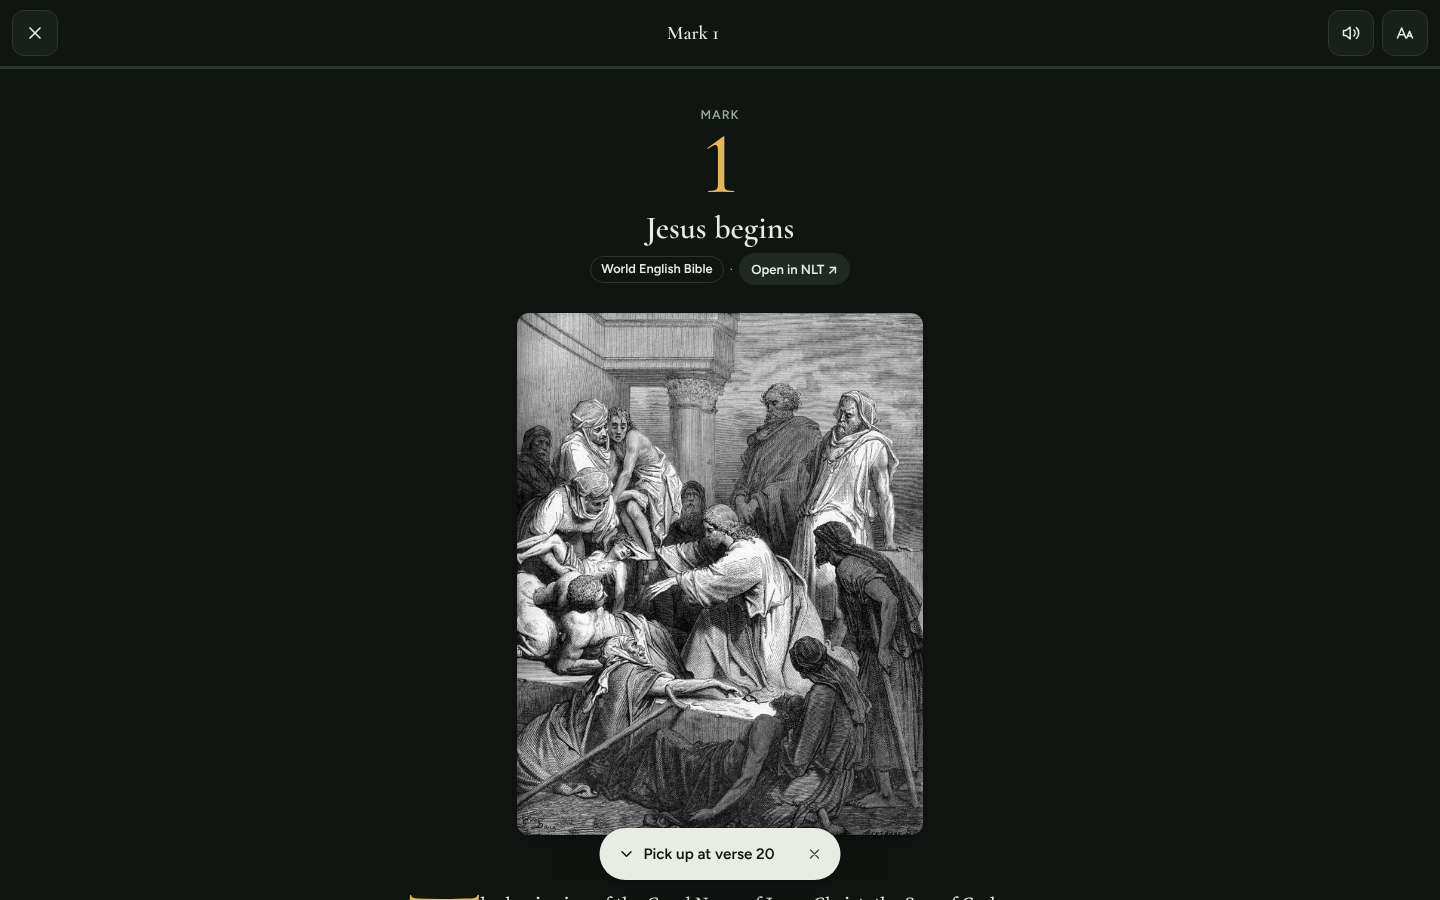 Mark 1
MARK
1
Jesus begins
World English Bible · Open in NLT ↗
Pick up at verse 20